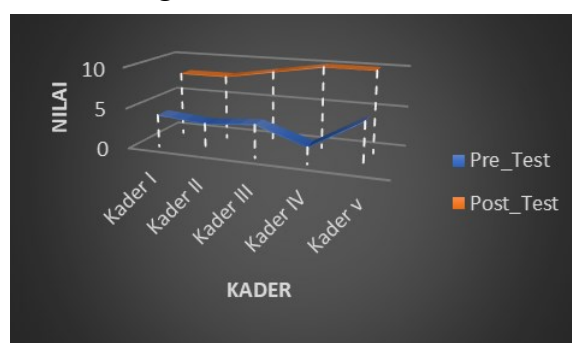 10
5
0
NILAI
Kader I
Kader II
Kader III
Kader IV
Kader v
KADER
Pre_Test
Post_Test